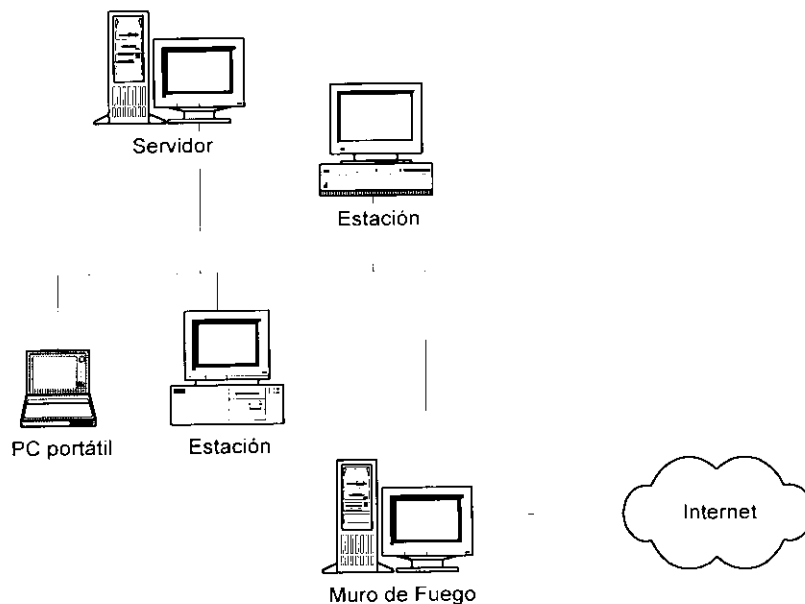 Servidor
Estación
PC portátil
Estación
Internet
Muro de Fuego